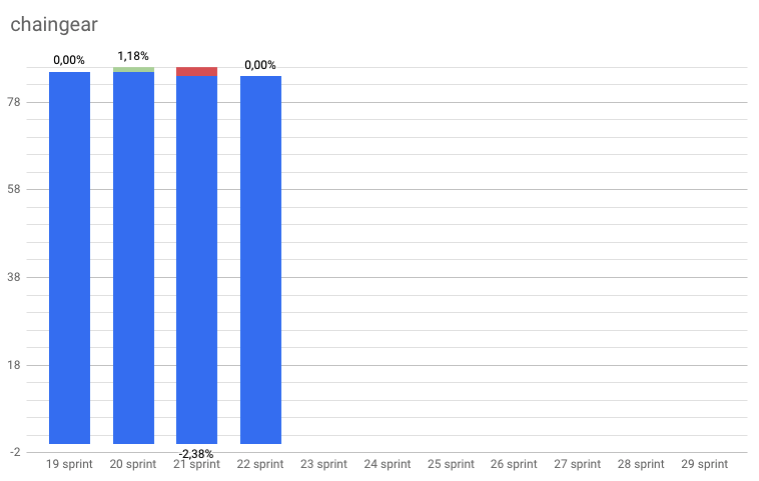 chaingear
0,00%
1,18%
0,00%
78
58
38
18
-2
-2,38%
19 sprint
20 sprint
21 sprint
22 sprint
23 sprint
24 sprint
25 sprint
26 sprint
27 sprint
28 sprint
29 sprint